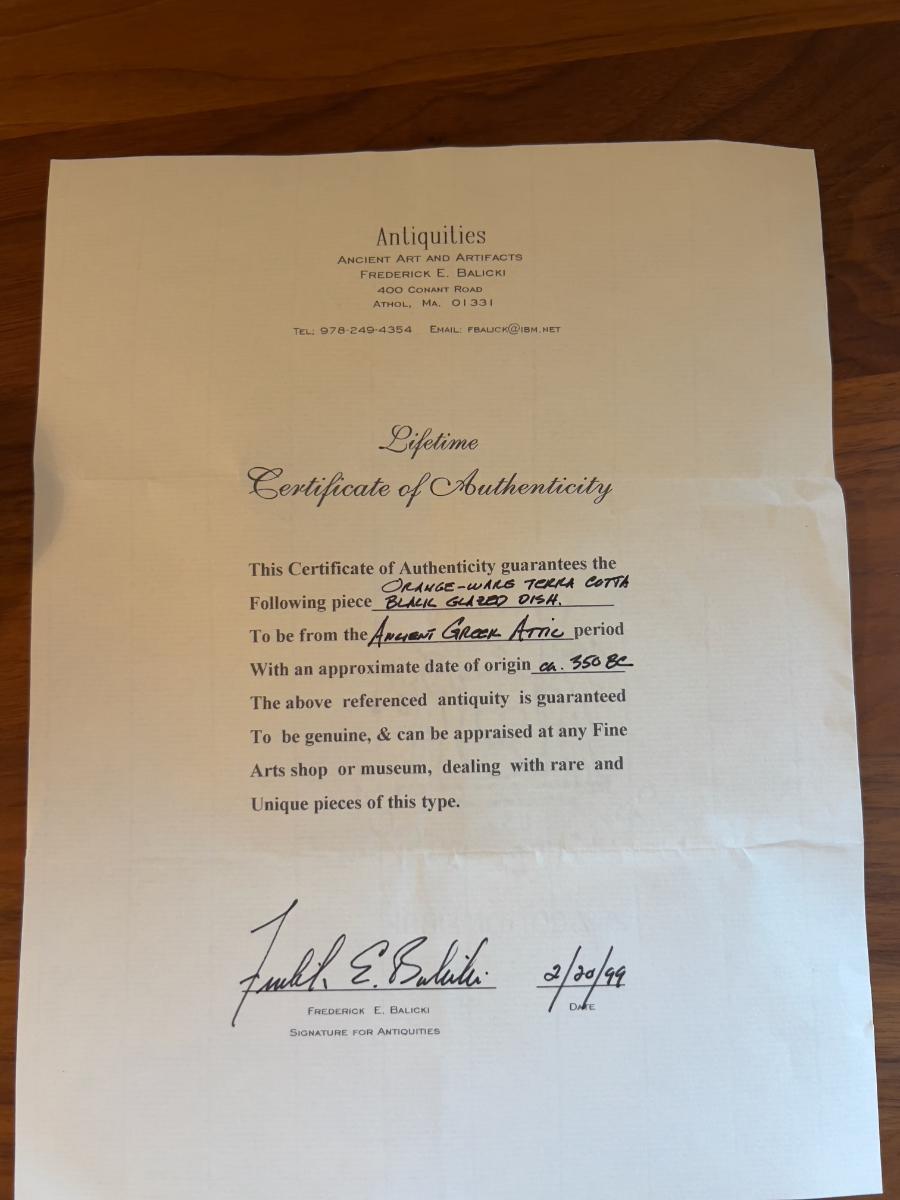 Antiquities
Ancient Art and Artifacts
Frederick E. Balicki
400 Conant Road
Athol, Ma. 01331
Tel: 978-249-4354 Email: fbalick@ibm.net
Lifetime
Certificate of Authenticity
This Certificate of Authenticity guarantees the
ORANGE-WARE TERRA COTTA
Following piece BLACK GLAZED DISH.
To be from the ANCIENT GREEK ATTIC period
With an approximate date of origin ca. 350 BC
The above referenced antiquity is guaranteed
To be genuine, & can be appraised at any Fine
Arts shop or museum, dealing with rare and
Unique pieces of this type.
Frederick E. Balicki 2/20/99
Frederick E. Balicki Date
Signature for Antiquities